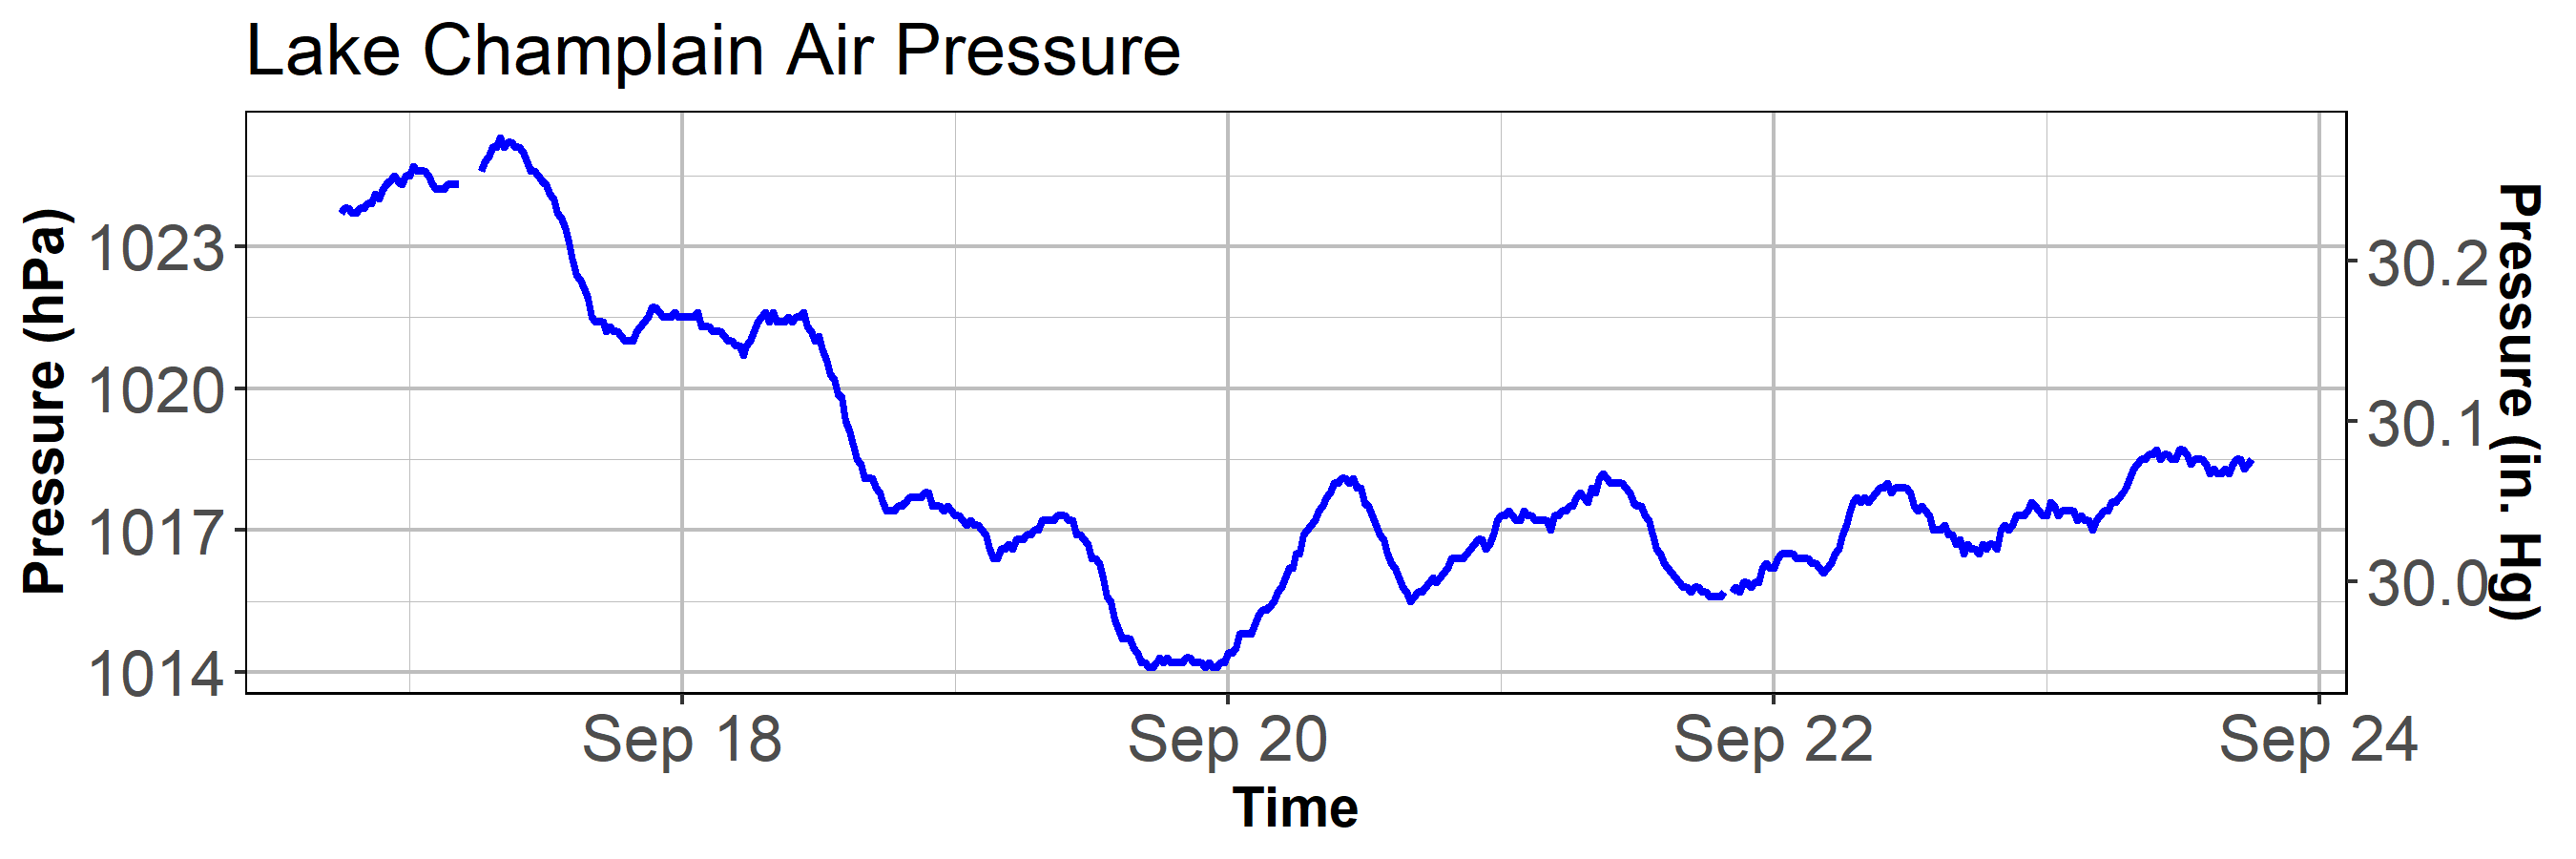 Lake Champlain Air Pressure
Pressure (hPa)
1023
1020
1017
1014
30.2
30.1
30.0
Pressure (in. Hg)
Sep 18
Sep 20
Sep 22
Sep 24
Time